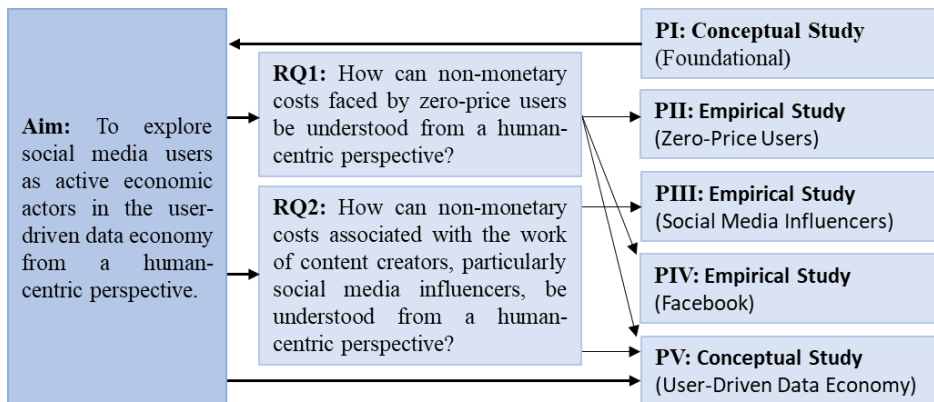 Aim: To explore
social media users
as active economic
actors in the user-
driven data economy
from a human-
centric perspective.
RQ1: How can non-monetary
costs faced by zero-price users
be understood from a human-
centric perspective?
RQ2: How can non-monetary
costs associated with the work
of content creators, particularly
social media influencers, be
understood from a human-
centric perspective?
PI: Conceptual Study
(Foundational)
PII: Empirical Study
(Zero-Price Users)
PIII: Empirical Study
(Social Media Influencers)
PIV: Empirical Study
(Facebook)
PV: Conceptual Study
(User-Driven Data Economy)